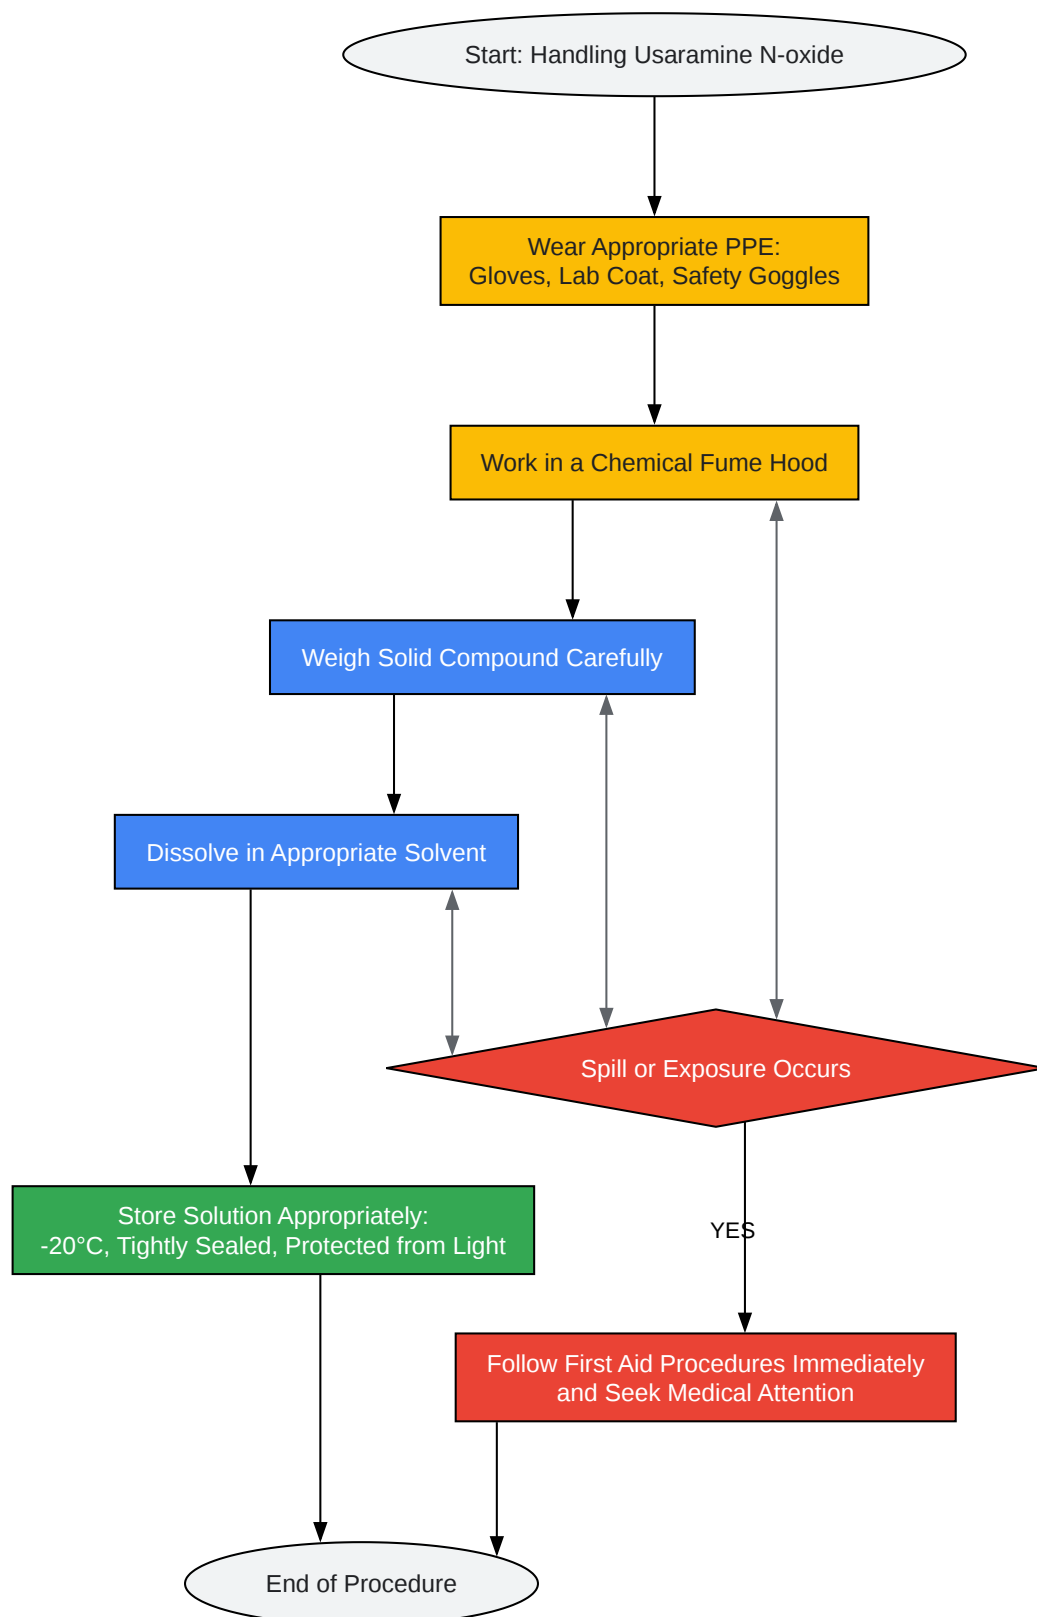 Start: Handling Usaramine N-oxide
Wear Appropriate PPE:
Gloves, Lab Coat, Safety Goggles
Work in a Chemical Fume Hood
Weigh Solid Compound Carefully
Dissolve in Appropriate Solvent
Spill or Exposure Occurs
Store Solution Appropriately:
-20°C, Tightly Sealed, Protected from Light
YES
Follow First Aid Procedures Immediately
and Seek Medical Attention
End of Procedure